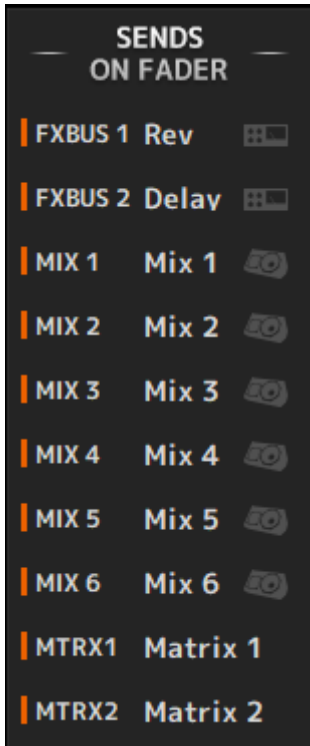 SENDS
ON FADER
FXBUS 1 Rev
FXBUS 2 Delay
MIX 1 Mix 1
MIX 2 Mix 2
MIX 3 Mix 3
MIX 4 Mix 4
MIX 5 Mix 5
MIX 6 Mix 6
MTRX1 Matrix 1
MTRX2 Matrix 2